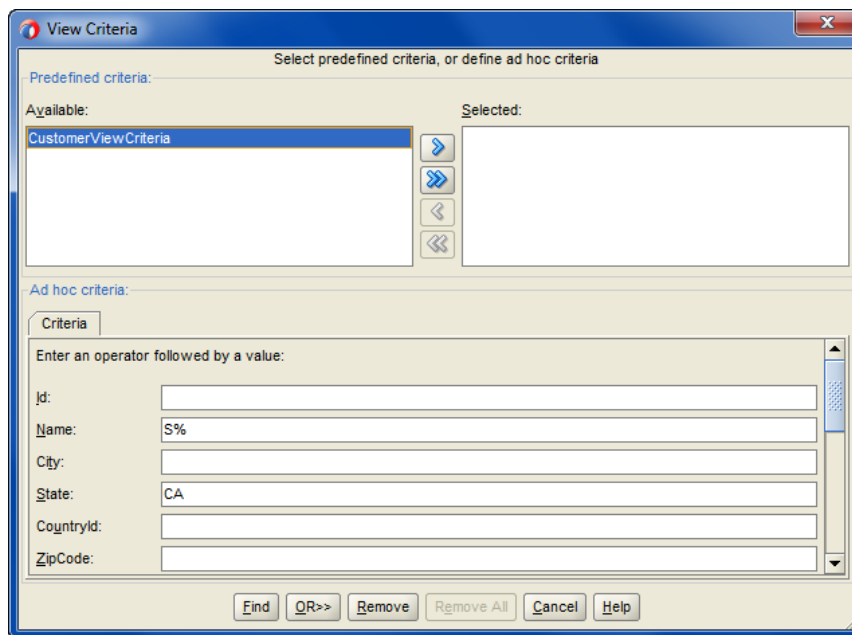 View Criteria
Select predefined criteria, or define ad hoc criteria
Predefined criteria:
Available:
Selected:
CustomerViewCriteria
Ad hoc criteria:
Criteria
Enter an operator followed by a value:
Id:
Name: S%
City:
State: CA
CountryId:
ZipCode:
Find OR>> Remove Remove All Cancel Help